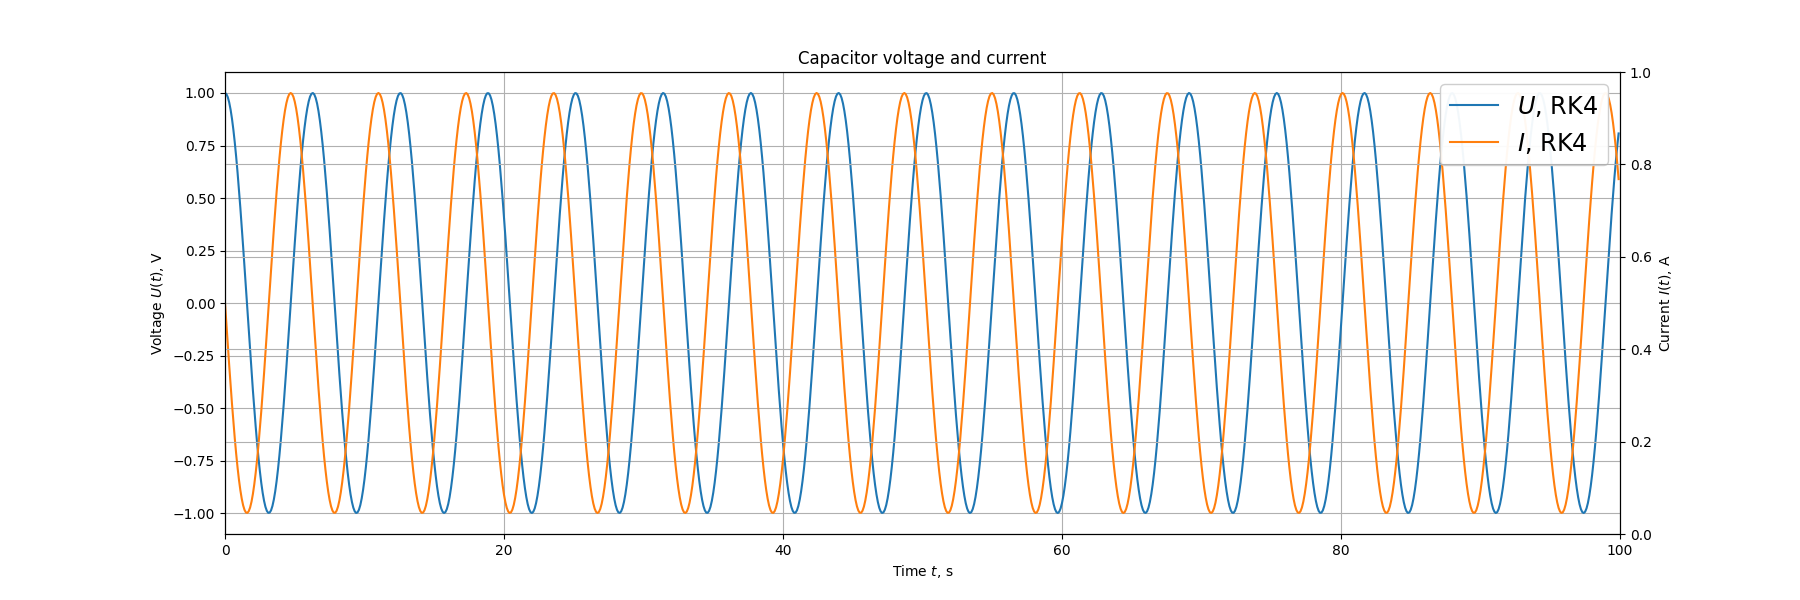 Capacitor voltage and current
U, RK4
I, RK4
1.00
0.75
0.50
0.25
0.00
−0.25
−0.50
−0.75
−1.00
Voltage U(t), V
1.0
0.8
0.6
0.4
0.2
0.0
Current I(t), A
0 20 40 60 80 100
Time t, s